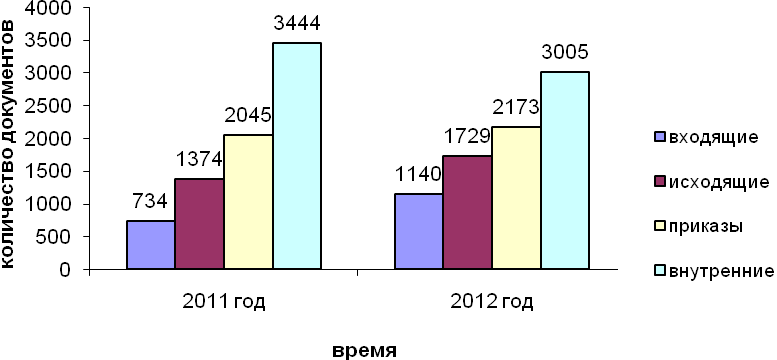 количество документов
4000
3500
3000
2500
2000
1500
1000
500
0
734
1374
2045
3444
1140
1729
2173
3005
2011 год
2012 год
время
входящие
исходящие
приказы
внутренние